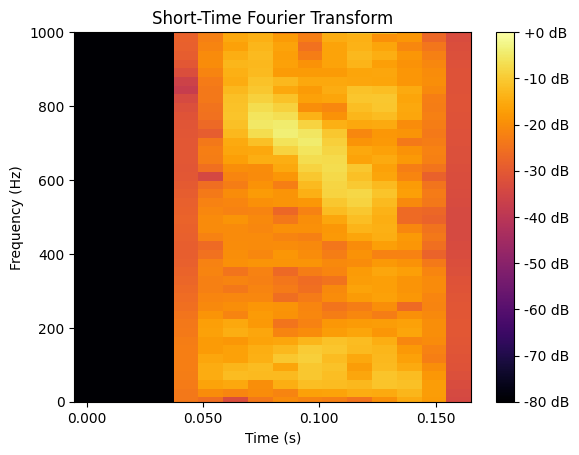 Short-Time Fourier Transform
1000
800
600
400
200
0
Frequency (Hz)
0.000
0.050
0.100
0.150
Time (s)
+0 dB
-10 dB
-20 dB
-30 dB
-40 dB
-50 dB
-60 dB
-70 dB
-80 dB